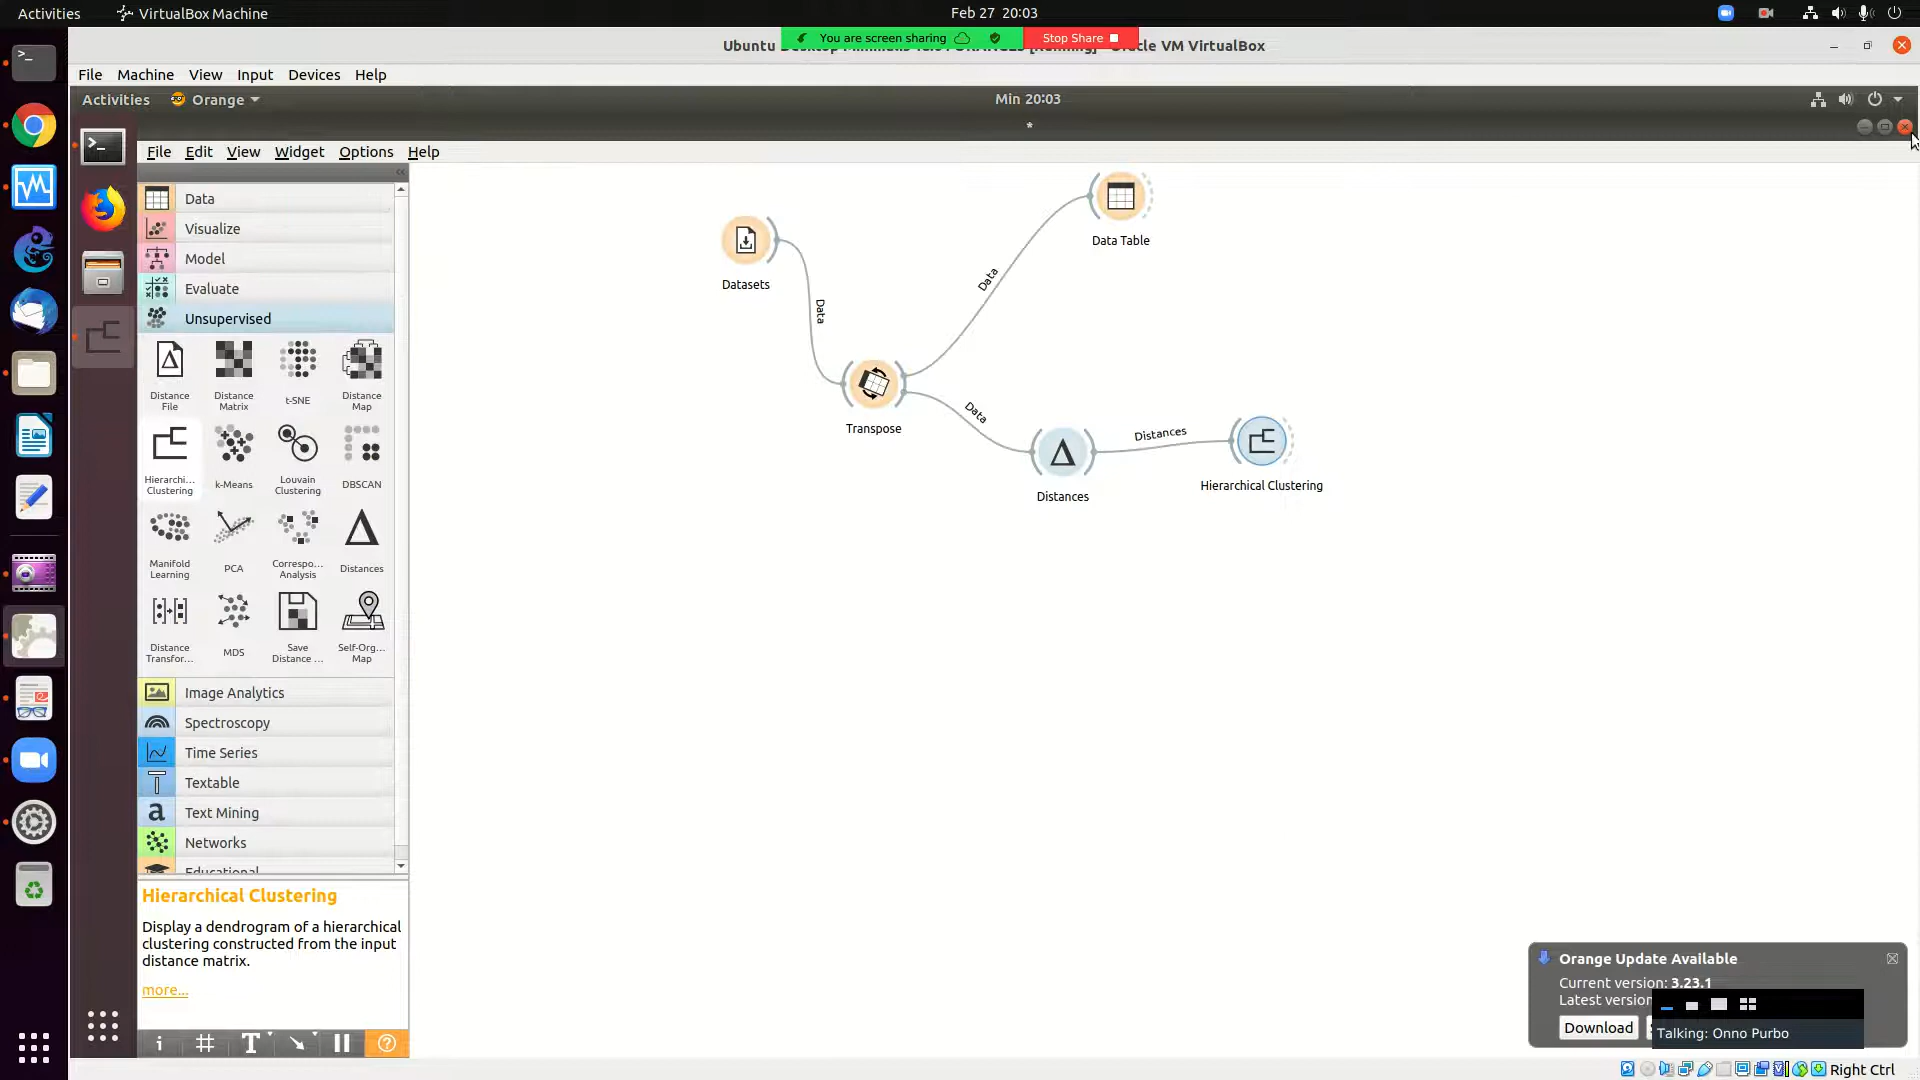 Activities VirtualBox Machine Feb 27 20:03
You are screen sharing Stop Share
Ubuntu
Oracle VM VirtualBox
File Machine View Input Devices Help
Activities Orange Min 20:03
*
File Edit View Widget Options Help
Data
Visualize
Model
Evaluate
Unsupervised
Distance File
Distance Matrix
t-SNE
Distance Map
Hierarchi... Clustering
k-Means
Louvain Clustering
DBSCAN
Manifold Learning
PCA
Correspo... Analysis
Distances
Distance Transfor...
MDS
Save Distance ...
Self-Org... Map
Image Analytics
Spectroscopy
Time Series
Textable
Text Mining
Networks
Educational
Hierarchical Clustering
Display a dendrogram of a hierarchical
clustering constructed from the input
distance matrix.
more...
Datasets
Data
Transpose
Data
Data Table
Data
Distances
Distances
Hierarchical Clustering
Orange Update Available
Current version: 3.23.1
Latest version
Download
Talking: Onno Purbo
Right Ctrl